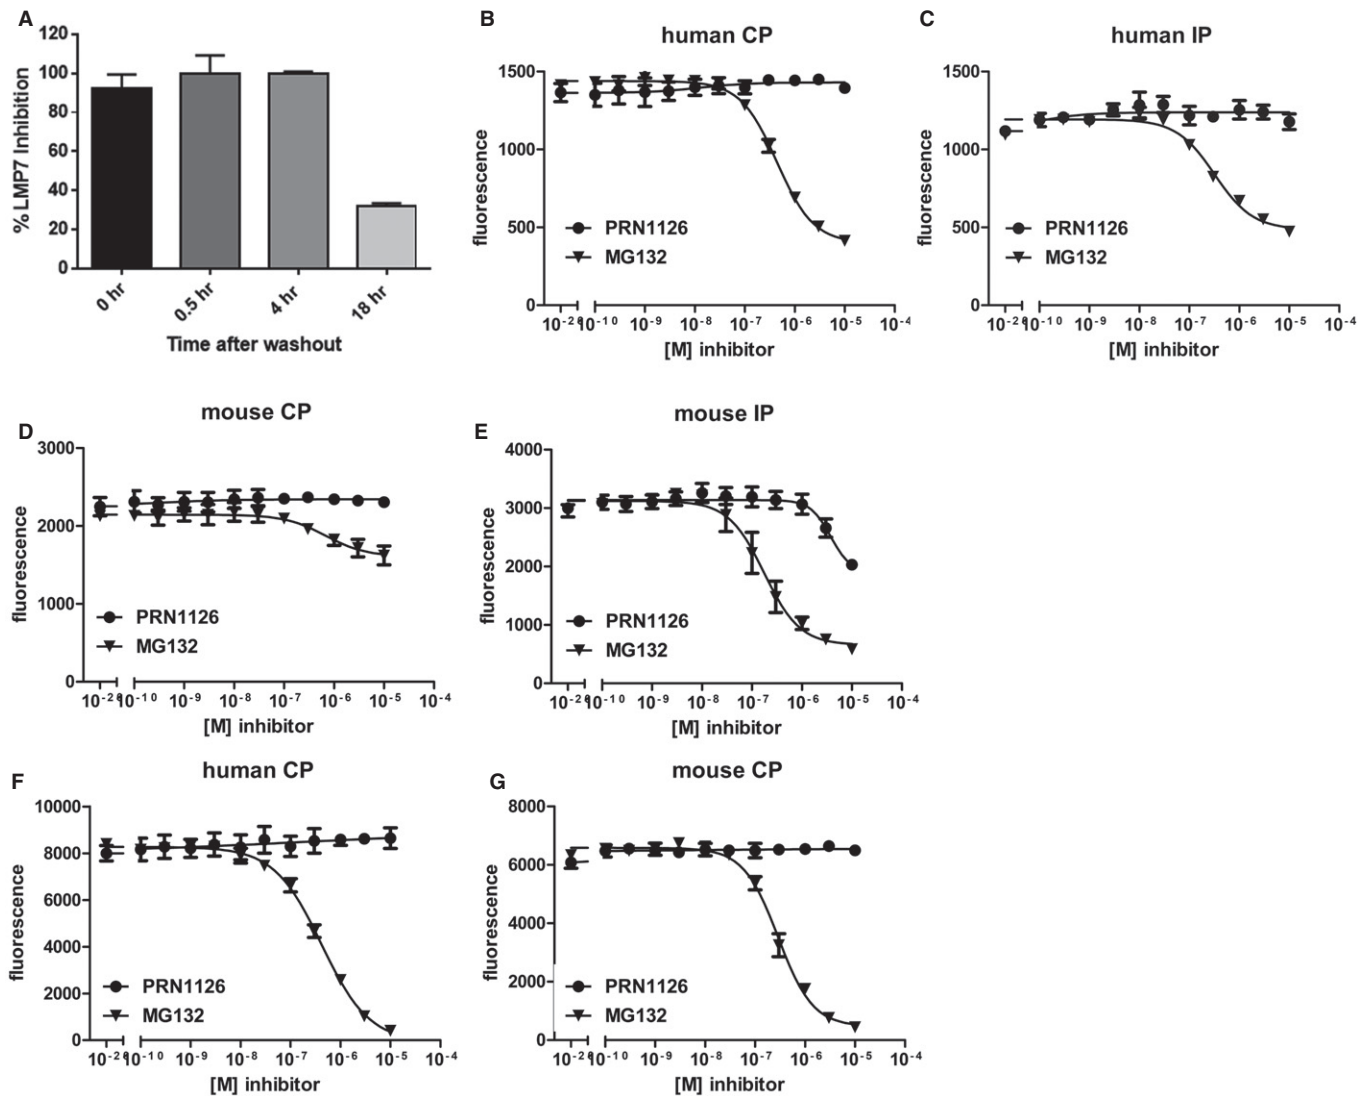 A
120
100
80
60
40
20
0
% LMP7 Inhibition
0 hr
0.5 hr
4 hr
18 hr
Time after washout
B
human CP
1500
1000
500
0
fluorescence
PRN1126
MG132
10-20 10-10 10-9 10-8 10-7 10-6 10-5 10-4
[M] inhibitor
C
human IP
1500
1000
500
0
fluorescence
PRN1126
MG132
10-20 10-10 10-9 10-8 10-7 10-6 10-5 10-4
[M] inhibitor
D
mouse CP
3000
2000
1000
0
fluorescence
PRN1126
MG132
10-20 10-10 10-9 10-8 10-7 10-6 10-5 10-4
[M] inhibitor
E
mouse IP
4000
3000
2000
1000
0
fluorescence
PRN1126
MG132
10-20 10-10 10-9 10-8 10-7 10-6 10-5 10-4
[M] inhibitor
F
human CP
10000
8000
6000
4000
2000
0
fluorescence
PRN1126
MG132
10-20 10-10 10-9 10-8 10-7 10-6 10-5 10-4
[M] inhibitor
G
mouse CP
8000
6000
4000
2000
0
fluorescence
PRN1126
MG132
10-20 10-10 10-9 10-8 10-7 10-6 10-5 10-4
[M] inhibitor